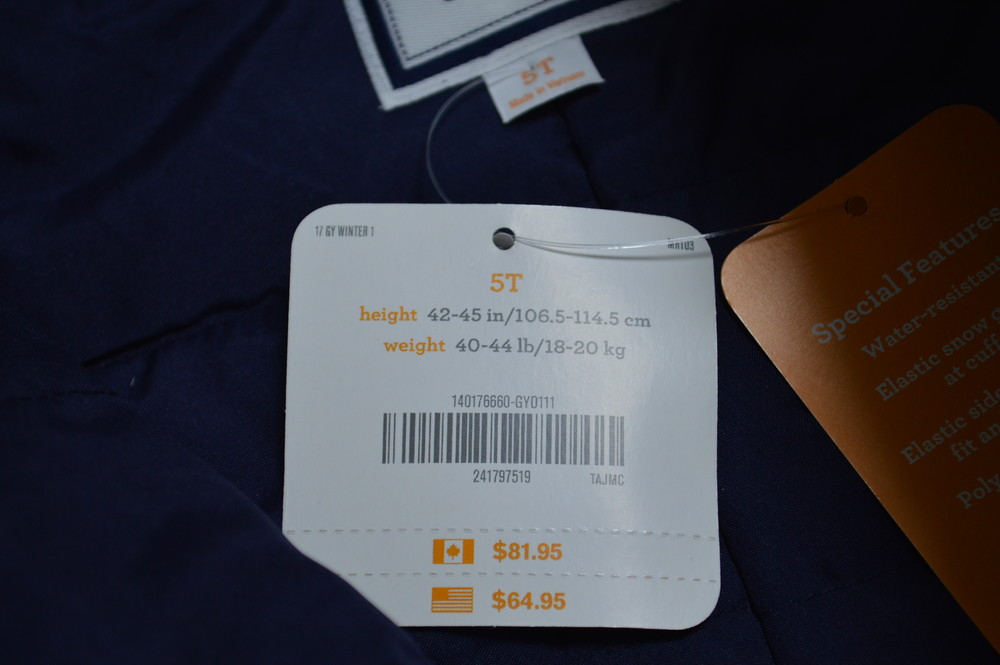 5T
Made in Vietnam
17 GY WINTER 1
5T
height 42-45 in/106.5-114.5 cm
weight 40-44 lb/18-20 kg
140176660-GY0111
241797519 TAJMC
$81.95
$64.95
Special Features
Water-resistant
Elastic snow
at cuff
Elastic side
fit an
Poly